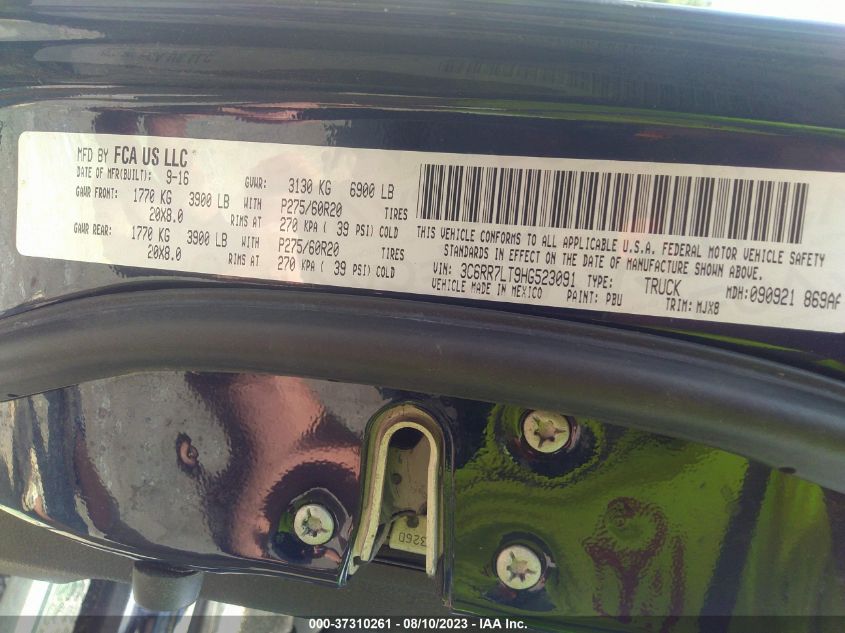 MFD BY FCA US LLC
DATE OF MFR(BUILT): 9-16 GVWR: 3130 KG 6900 LB
GAWR FRONT: 1770 KG 3900 LB WITH P275/60R20 TIRES
20X8.0 RIMS AT 270 KPA ( 39 PSI) COLD
GAWR REAR: 1770 KG 3900 LB WITH P275/60R20 TIRES
20X8.0 RIMS AT 270 KPA ( 39 PSI) COLD
THIS VEHICLE CONFORMS TO ALL APPLICABLE U.S.A. FEDERAL MOTOR VEHICLE SAFETY
STANDARDS IN EFFECT ON THE DATE OF MANUFACTURE SHOWN ABOVE.
VIN: 3C6RR7LT9HG523091 TYPE: TRUCK MDH:090921 869AF
VEHICLE MADE IN MEXICO PAINT: PBU TRIM: MJX8
326D
000-37310261 - 08/10/2023 - IAA Inc.